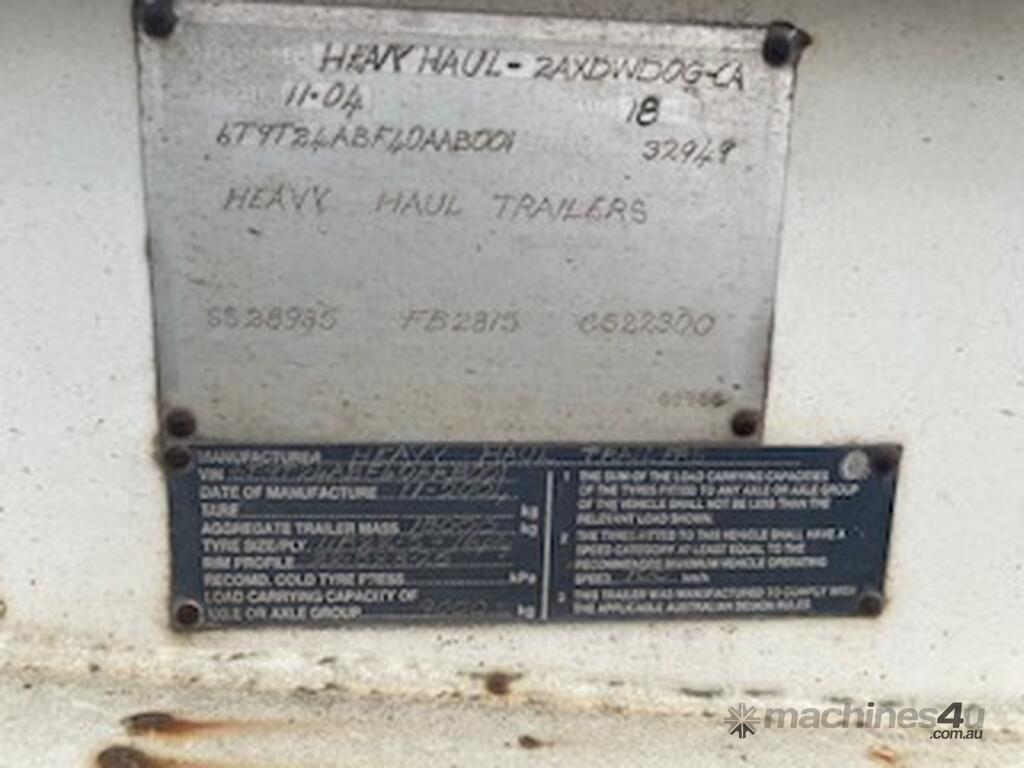 HEAVY HAUL - 2AXDWDOG-CA
11-04 18
6T9T24ABF40AAB001 32949
HEAVY HAUL TRAILERS
SS28935 FB2815 CS22300
MANUFACTURER HEAVY HAUL TRAILERS
VIN
DATE OF MANUFACTURE 11-2004
TARE kg
AGGREGATE TRAILER MASS kg
TYRE SIZE/PLY
RIM PROFILE
RECOMD. COLD TYRE PRESS kPa
LOAD CARRYING CAPACITY OF
AXLE OR AXLE GROUP kg
1 THE SUM OF THE LOAD CARRYING CAPACITIES
OF THE TYRES FITTED TO ANY AXLE OR AXLE GROUP
OF THE VEHICLE SHALL NOT BE LESS THAN THE
RELEVANT LOAD SHOWN.
2 THE TYRES FITTED TO THIS VEHICLE SHALL HAVE A
SPEED CATEGORY AT LEAST EQUAL TO THE
RECOMMENDED MAXIMUM VEHICLE OPERATING
SPEED 100 km/h
3 THIS TRAILER WAS MANUFACTURED TO COMPLY WITH
THE APPLICABLE AUSTRALIAN DESIGN RULES.
machines4u
.com.au